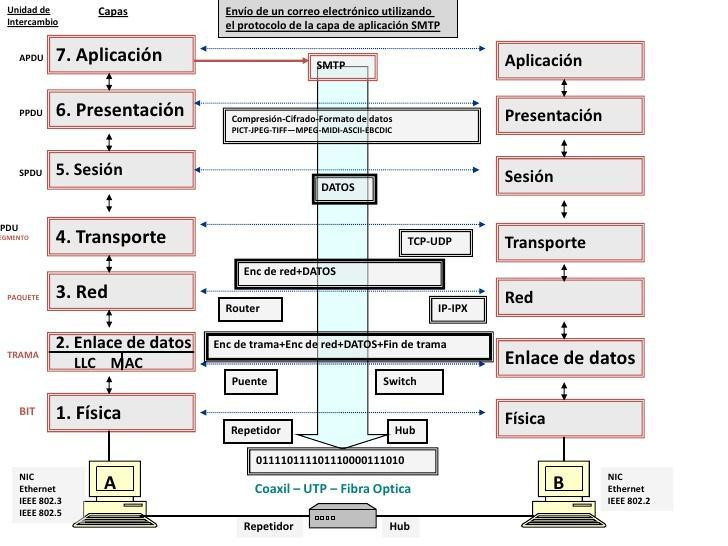 Unidad de
Intercambio
Capas
Envío de un correo electrónico utilizando
el protocolo de la capa de aplicación SMTP
APDU
7. Aplicación
SMTP
Aplicación
PPDU
6. Presentación
Compresión-Cifrado-Formato de datos
PICT-JPEG-TIFF—MPEG-MIDI-ASCII-EBCDIC
Presentación
SPDU
5. Sesión
DATOS
Sesión
PDU
EGMENTO
4. Transporte
TCP-UDP
Transporte
Enc de red+DATOS
PAQUETE
3. Red
Router
IP-IPX
Red
TRAMA
2. Enlace de datos
LLC MAC
Enc de trama+Enc de red+DATOS+Fin de trama
Enlace de datos
Puente
Switch
BIT
1. Física
Repetidor
Hub
Física
011110111101110000111010
NIC
Ethernet
IEEE 802.3
IEEE 802.5
A
Coaxil – UTP – Fibra Optica
B
NIC
Ethernet
IEEE 802.2
Repetidor
Hub